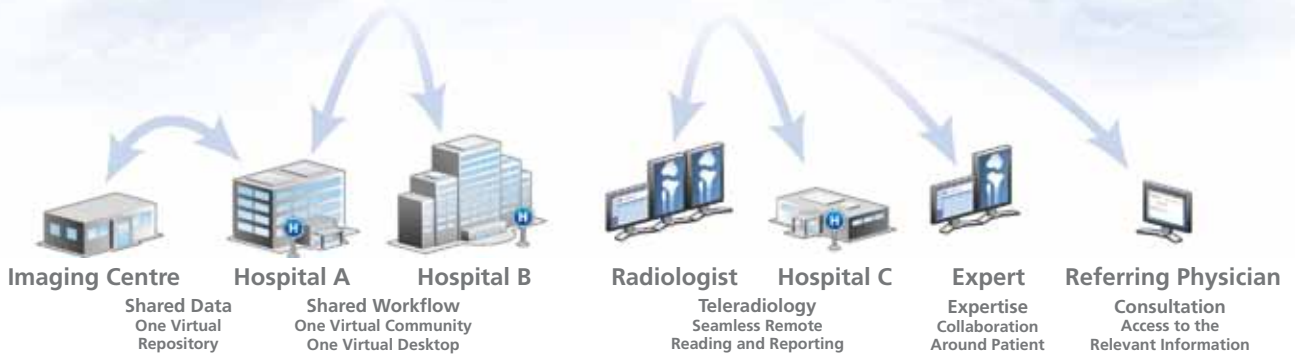 H
H
H
Imaging Centre
Hospital A
Hospital B
Radiologist
Hospital C
Expert
Referring Physician
Shared Data
One Virtual
Repository
Shared Workflow
One Virtual Community
One Virtual Desktop
Teleradiology
Seamless Remote
Reading and Reporting
Expertise
Collaboration
Around Patient
Consultation
Access to the
Relevant Information